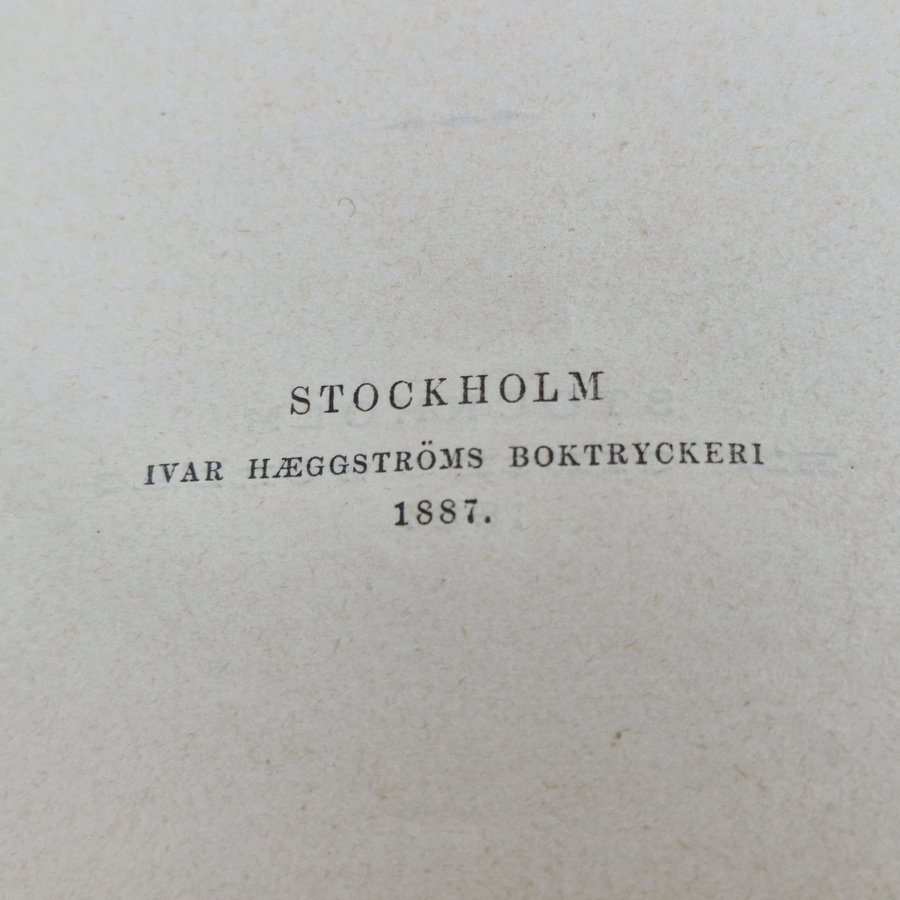 STOCKHOLM
IVAR HÆGGSTRÖMS BOKTRYCKERI
1887.